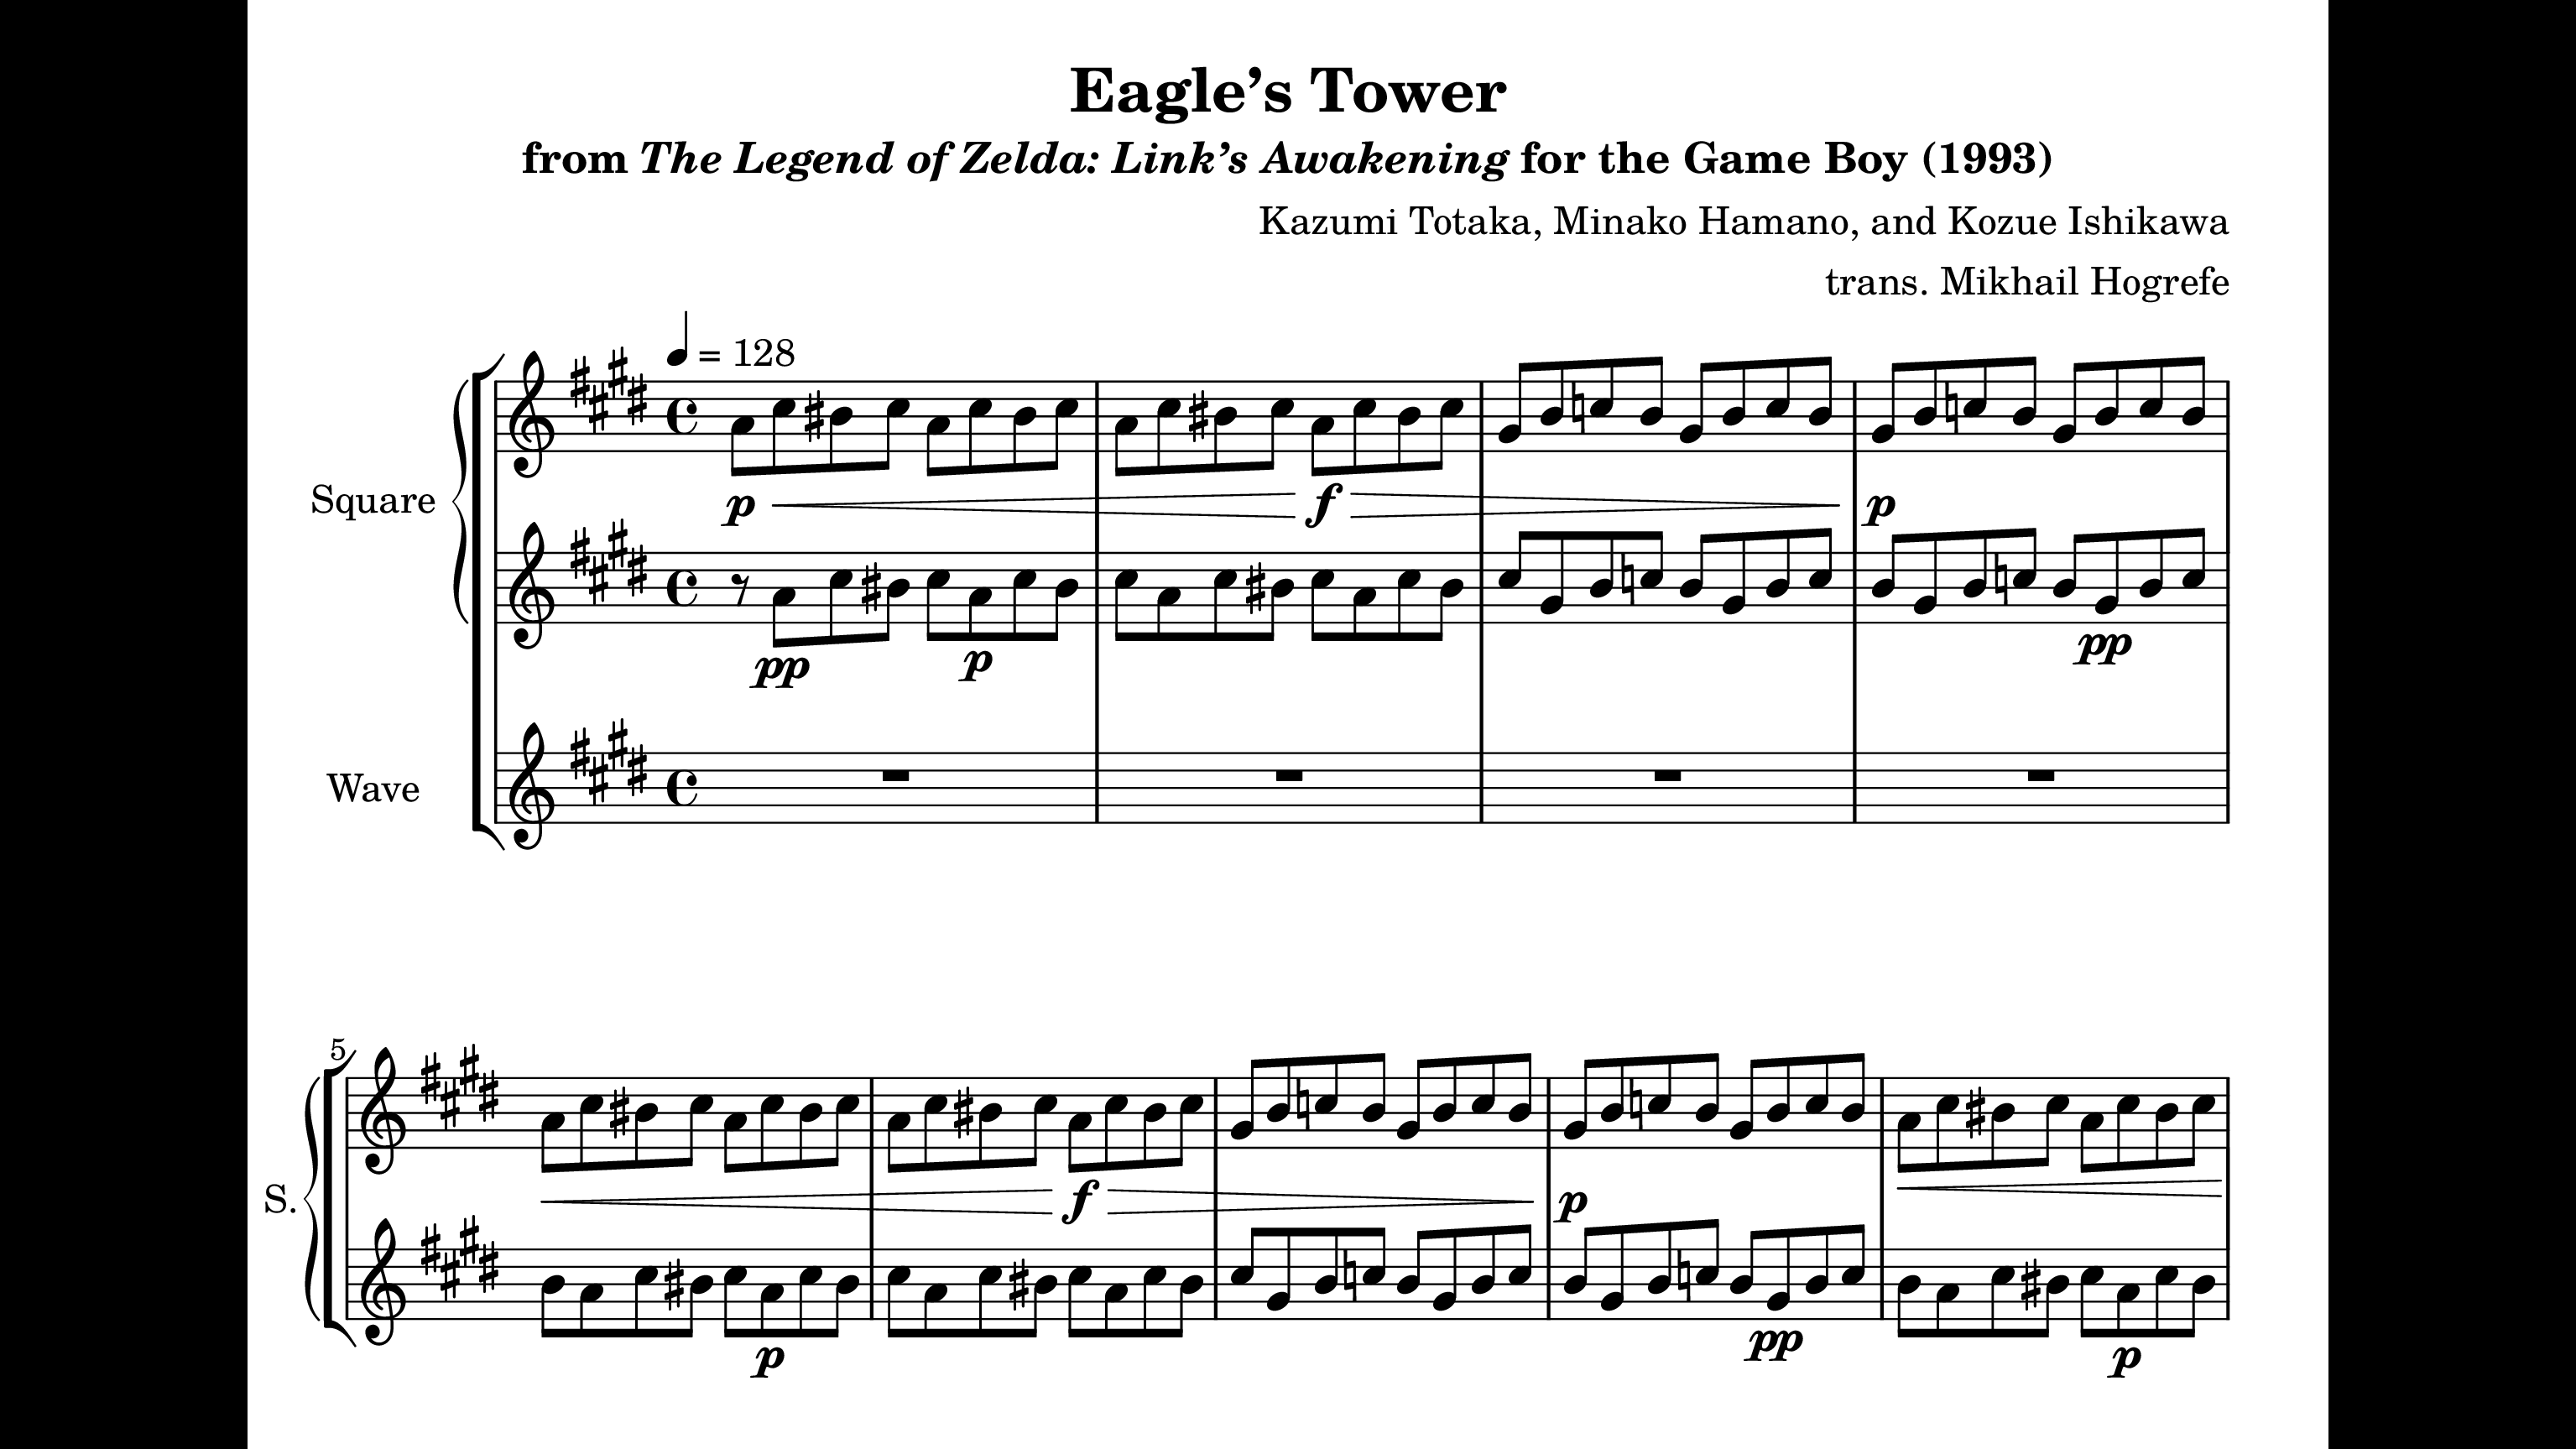 Eagle’s Tower
from The Legend of Zelda: Link’s Awakening for the Game Boy (1993)
Kazumi Totaka, Minako Hamano, and Kozue Ishikawa
trans. Mikhail Hogrefe
= 128
Square
p f p
pp p pp
Wave
5
S.
f p
p pp p